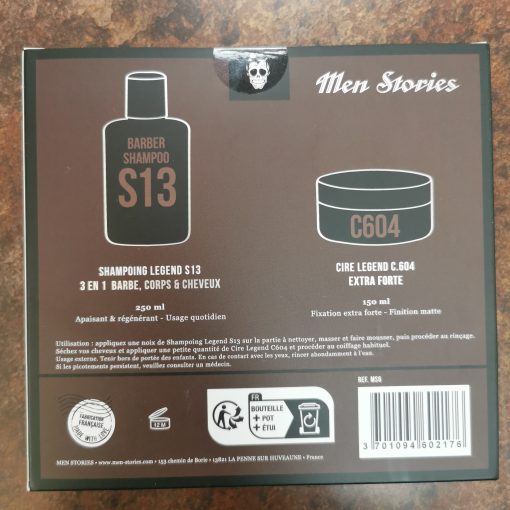 Men Stories
BARBER
SHAMPOO
S13
C604
SHAMPOING LEGEND S13
3 EN 1 BARBE, CORPS & CHEVEUX
250 ml
Apaisant & régénérant - Usage quotidien
CIRE LEGEND C.604
EXTRA FORTE
150 ml
Fixation extra forte - Finition matte
Utilisation : appliquez une noix de Shampoing Legend S13 sur la partie à nettoyer, masser et faire mousser, puis procéder au rinçage.
Séchez vos cheveux et appliquer une petite quantité de Cire Legend C604 et procéder au coiffage habituel.
Usage externe. Tenir hors de portée des enfants. En cas de contact avec les yeux, rincer abondamment à l'eau.
Si les picotements persistent, veuillez consulter un médecin.
FABRICATION
FRANÇAISE
MADE WITH LOVE
12 M
FR
BOUTEILLE
+ POT
+ ÉTUI
REF. MSG
3 701094 602176
MEN STORIES • www.men-stories.com • 153 chemin de Borie • 13821 LA PENNE SUR HUVEAUNE • France